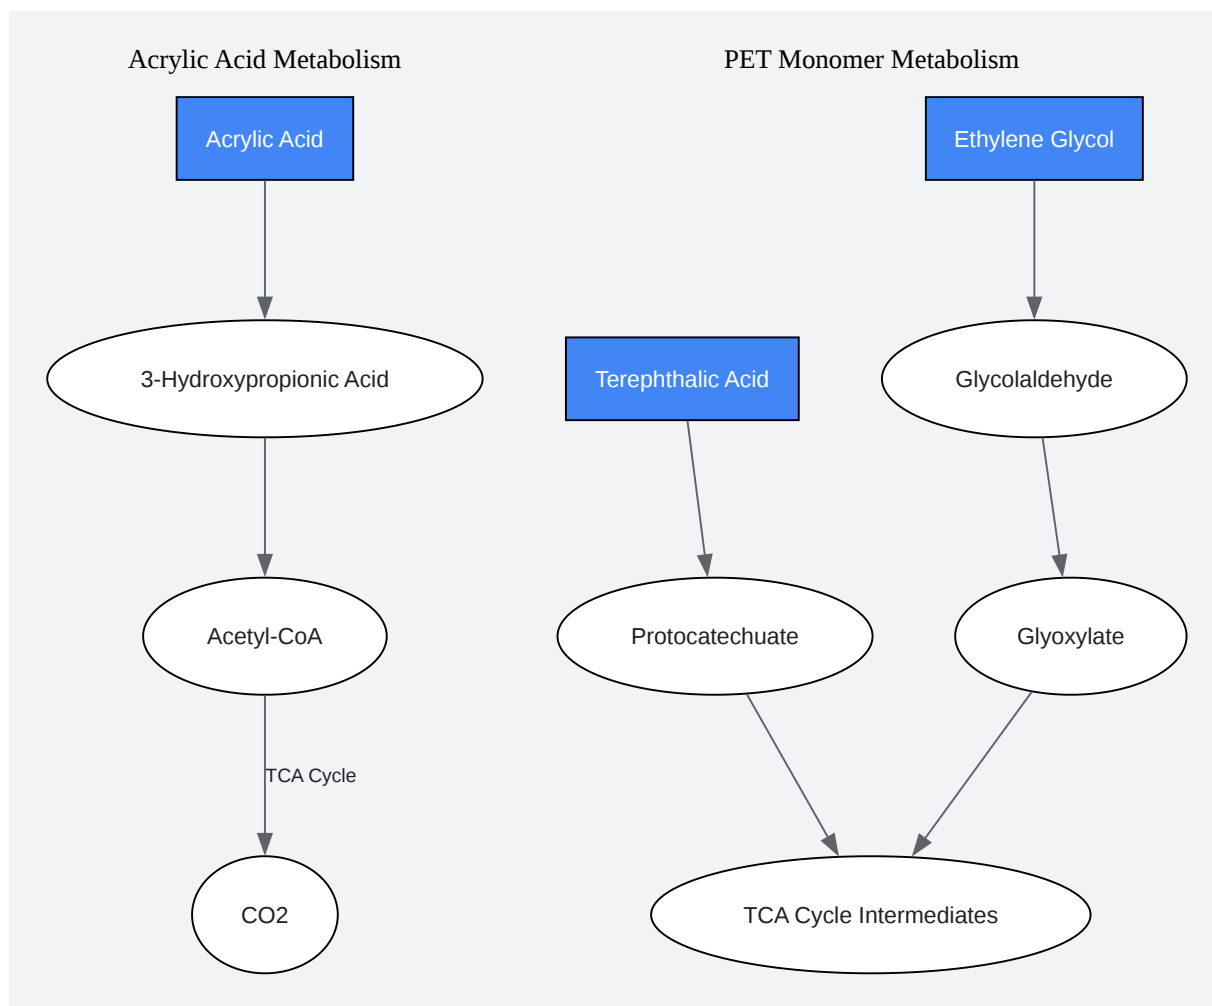 Acrylic Acid Metabolism
Acrylic Acid
3-Hydroxypropionic Acid
Acetyl-CoA
TCA Cycle
CO2
PET Monomer Metabolism
Ethylene Glycol
Terephthalic Acid
Glycolaldehyde
Protocatechuate
Glyoxylate
TCA Cycle Intermediates